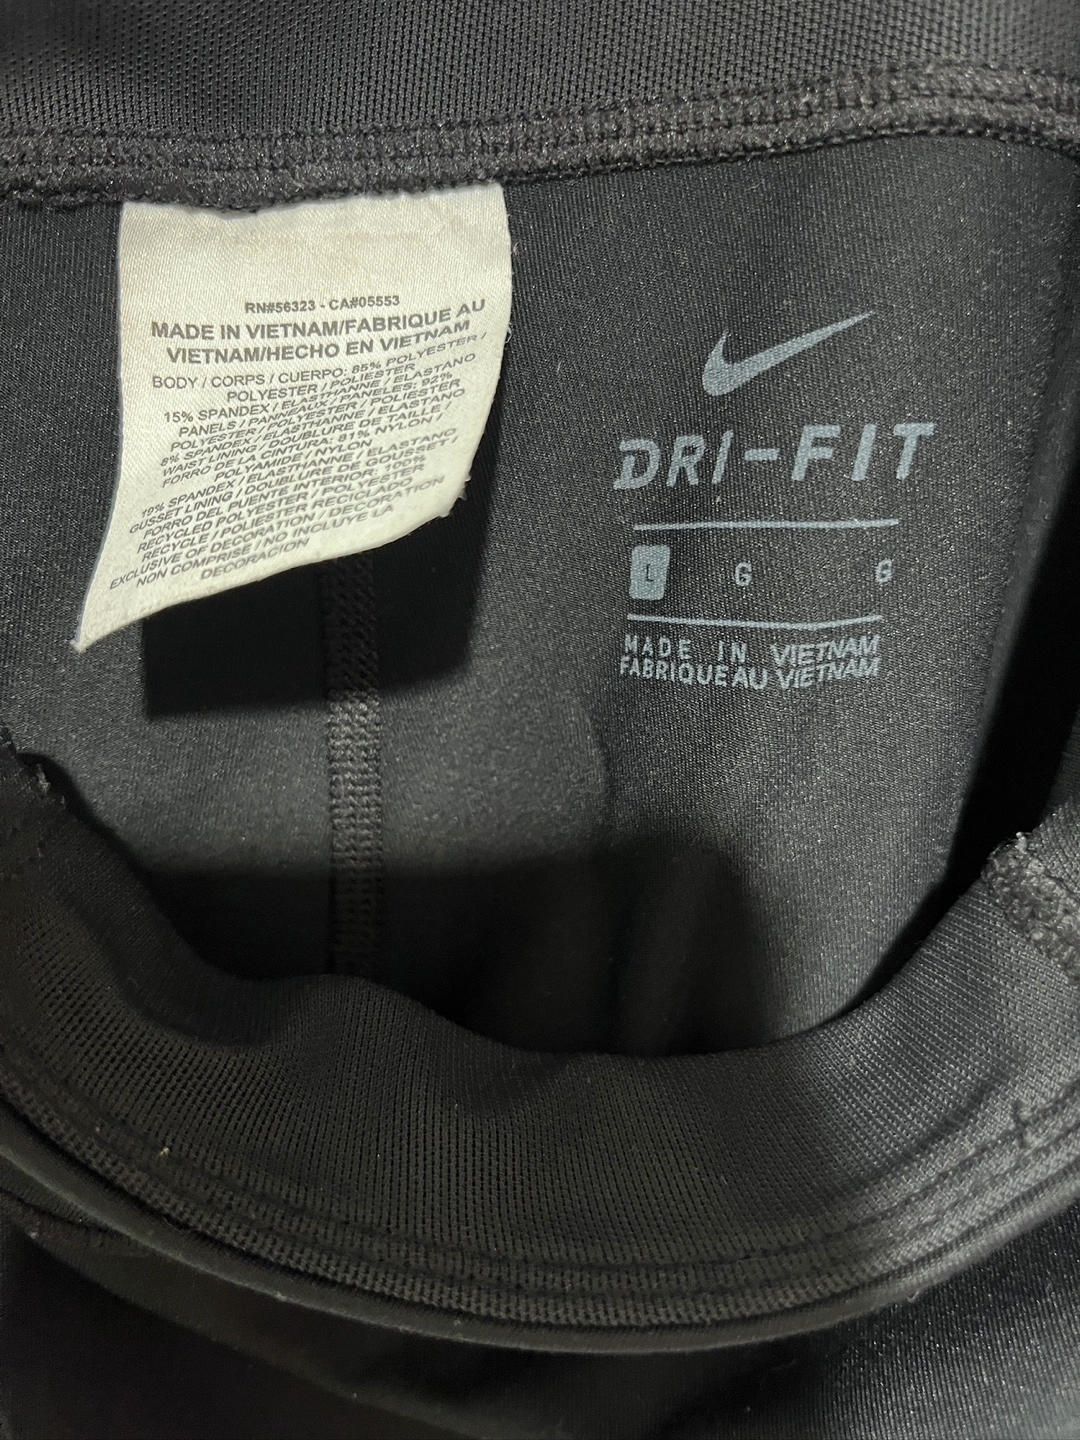 RN#56323 - CA#05553
MADE IN VIETNAM/FABRIQUE AU
VIETNAM/HECHO EN VIETNAM
BODY / CORPS / CUERPO: 85% POLYESTER /
POLYESTER / POLIESTER
15% SPANDEX / ELASTHANNE / ELASTANO
PANELS / PANNEAUX / PANELES: 92%
POLYESTER / POLYESTER / POLIESTER
8% SPANDEX / ELASTHANNE / ELASTANO
WAIST LINING / DOUBLURE DE TAILLE /
FORRO DE LA CINTURA: 81% NYLON /
POLYAMIDE / NYLON
19% SPANDEX / ELASTHANNE / ELASTANO
GUSSET LINING / DOUBLURE DE GOUSSET /
FORRO DEL PUENTE INTERIOR: 100%
RECYCLED POLYESTER / POLYESTER
RECYCLE / POLIESTER RECICLADO
EXCLUSIVE OF DECORATION / DECORATION
NON COMPRISE / NO INCLUYE LA
DECORACION
DRI-FIT
L G G
MADE IN VIETNAM
FABRIQUE AU VIETNAM